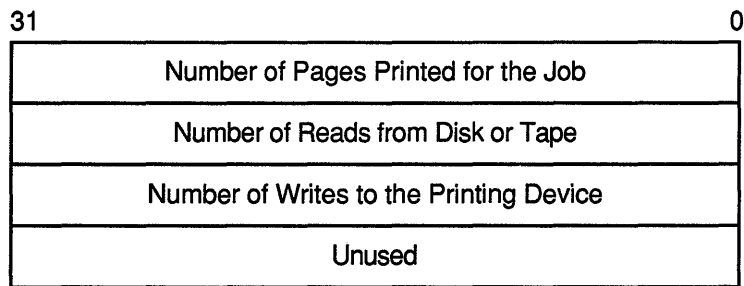 31 0
Number of Pages Printed for the Job
Number of Reads from Disk or Tape
Number of Writes to the Printing Device
Unused